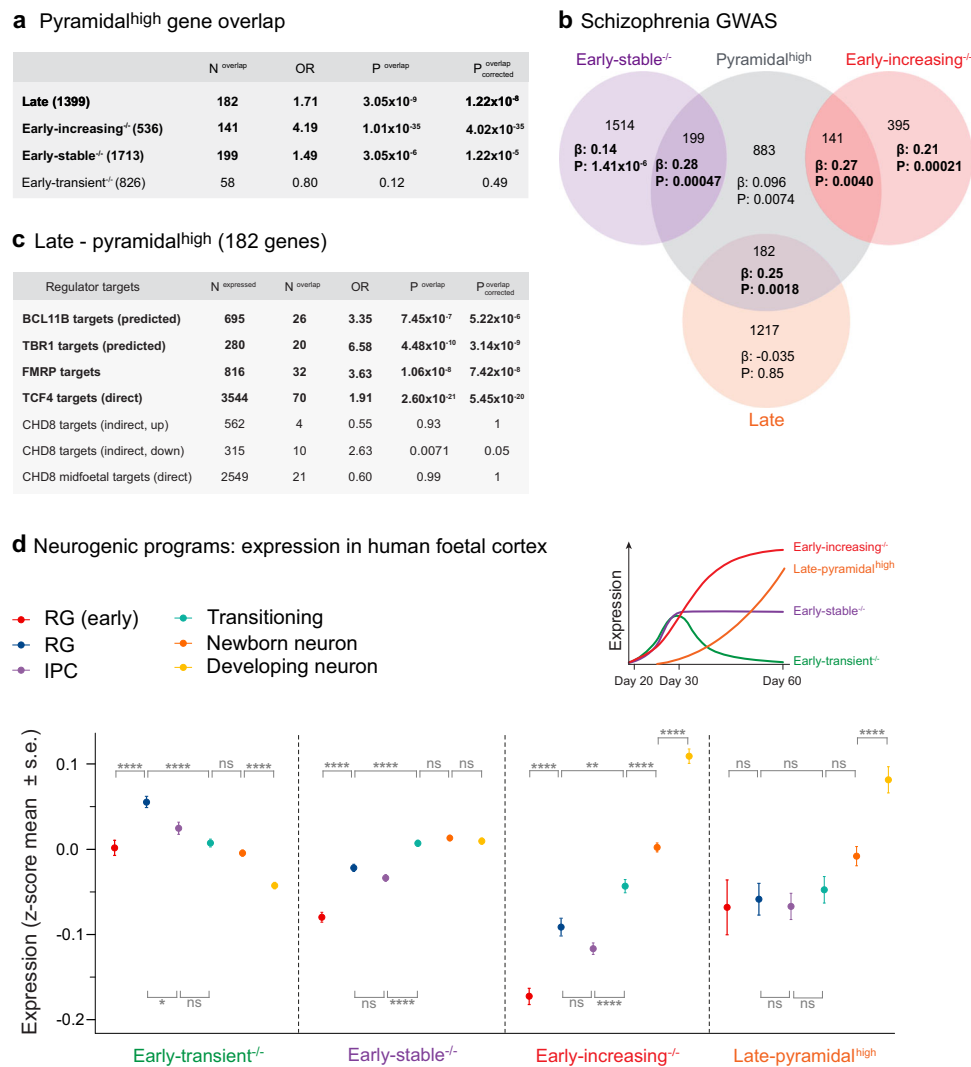 a Pyramidal^high gene overlap
N^overlap OR P^overlap P^overlap_corrected
Late (1399) 182 1.71 3.05x10^-9 1.22x10^-8
Early-increasing^-/- (536) 141 4.19 1.01x10^-35 4.02x10^-35
Early-stable^-/- (1713) 199 1.49 3.05x10^-6 1.22x10^-5
Early-transient^-/- (826) 58 0.80 0.12 0.49
b Schizophrenia GWAS
Early-stable^-/- Pyramidal^high Early-increasing^-/-
1514
β: 0.14
P: 1.41x10^-6
199
β: 0.28
P: 0.00047
883
β: 0.096
P: 0.0074
141
β: 0.27
P: 0.0040
395
β: 0.21
P: 0.00021
182
β: 0.25
P: 0.0018
1217
β: -0.035
P: 0.85
Late
c Late - pyramidal^high (182 genes)
Regulator targets N^expressed N^overlap OR P^overlap P^overlap_corrected
BCL11B targets (predicted) 695 26 3.35 7.45x10^-7 5.22x10^-6
TBR1 targets (predicted) 280 20 6.58 4.48x10^-10 3.14x10^-9
FMRP targets 816 32 3.63 1.06x10^-8 7.42x10^-8
TCF4 targets (direct) 3544 70 1.91 2.60x10^-21 5.45x10^-20
CHD8 targets (indirect, up) 562 4 0.55 0.93 1
CHD8 targets (indirect, down) 315 10 2.63 0.0071 0.05
CHD8 midfoetal targets (direct) 2549 21 0.60 0.99 1
d Neurogenic programs: expression in human foetal cortex
RG (early)
RG
IPC
Transitioning
Newborn neuron
Developing neuron
Expression
Early-increasing^-/-
Late-pyramidal^high
Early-stable^-/-
Early-transient^-/-
Day 20 Day 30 Day 60
Expression (z-score mean ± s.e.)
0.1
0.0
-0.1
-0.2
**** **** ns ****
* ns
**** **** ns ns
ns ****
**** ** **** ****
ns ****
ns ns ns ****
ns ns
Early-transient^-/- Early-stable^-/- Early-increasing^-/- Late-pyramidal^high